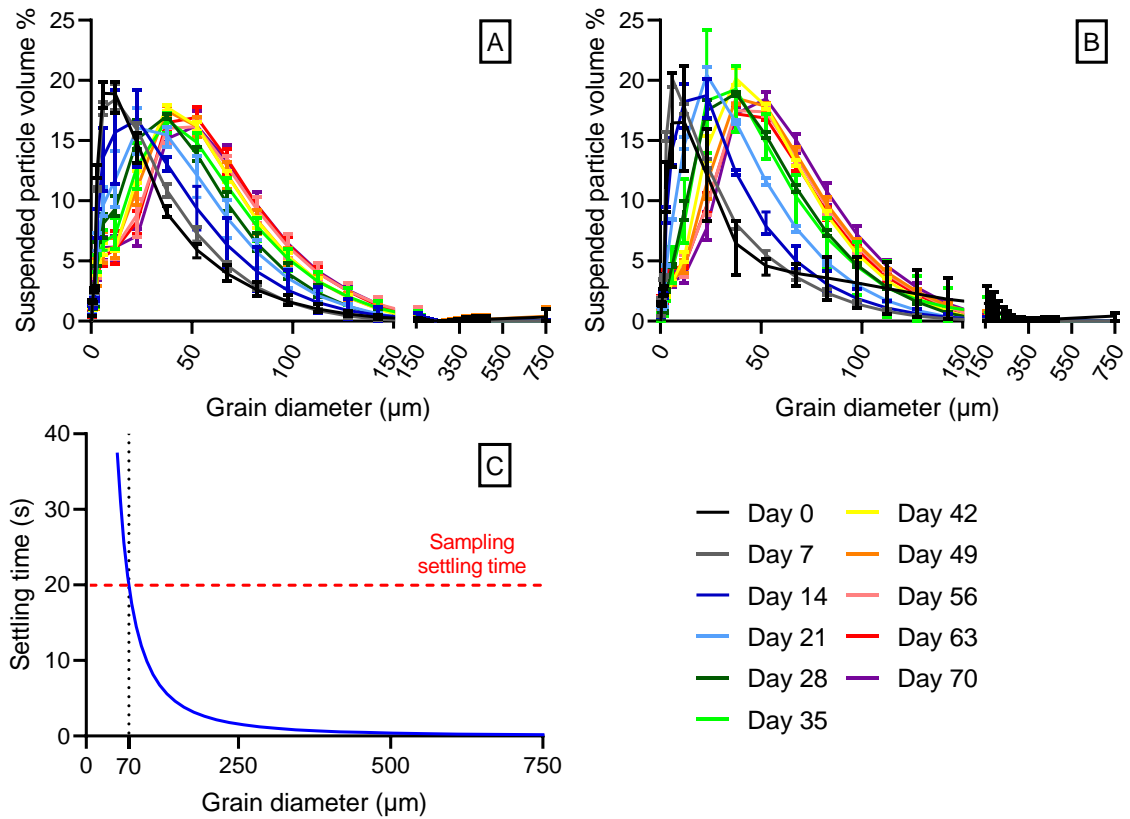 Suspended particle volume %
25
20
15
10
5
0
A
0
50
100
150
150
350
550
750
Grain diameter (µm)
Suspended particle volume %
25
20
15
10
5
0
B
0
50
100
150
150
350
550
750
Grain diameter (µm)
Settling time (s)
40
30
20
10
0
C
Sampling
settling time
0
70
250
500
750
Grain diameter (µm)
Day 0
Day 7
Day 14
Day 21
Day 28
Day 35
Day 42
Day 49
Day 56
Day 63
Day 70